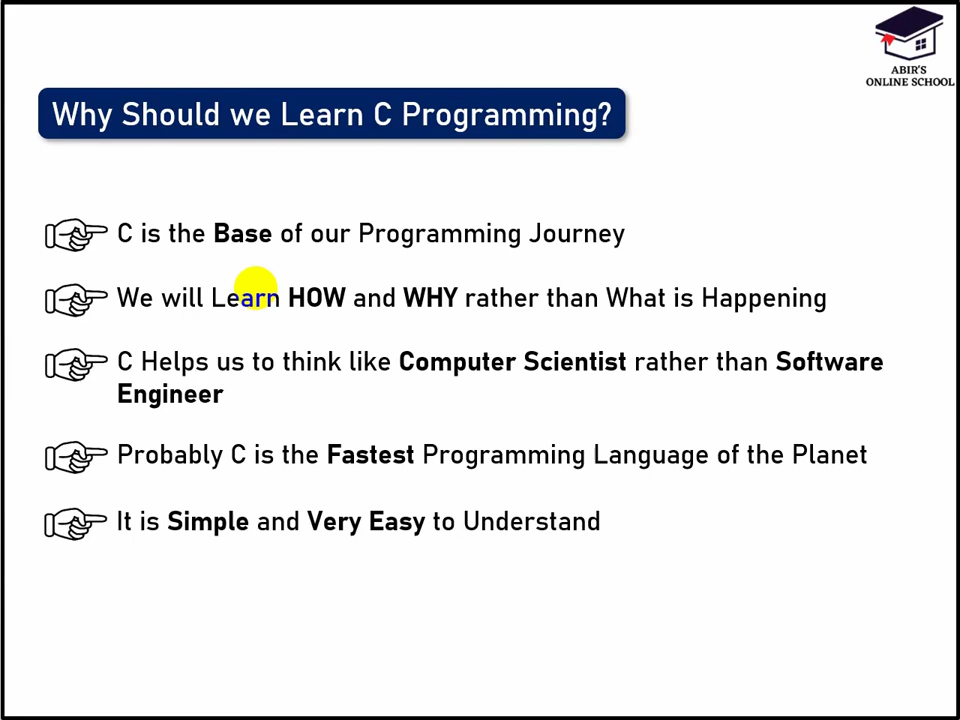 ABIR'S
ONLINE SCHOOL
Why Should we Learn C Programming?
C is the Base of our Programming Journey
We will Learn HOW and WHY rather than What is Happening
C Helps us to think like Computer Scientist rather than Software
Engineer
Probably C is the Fastest Programming Language of the Planet
It is Simple and Very Easy to Understand